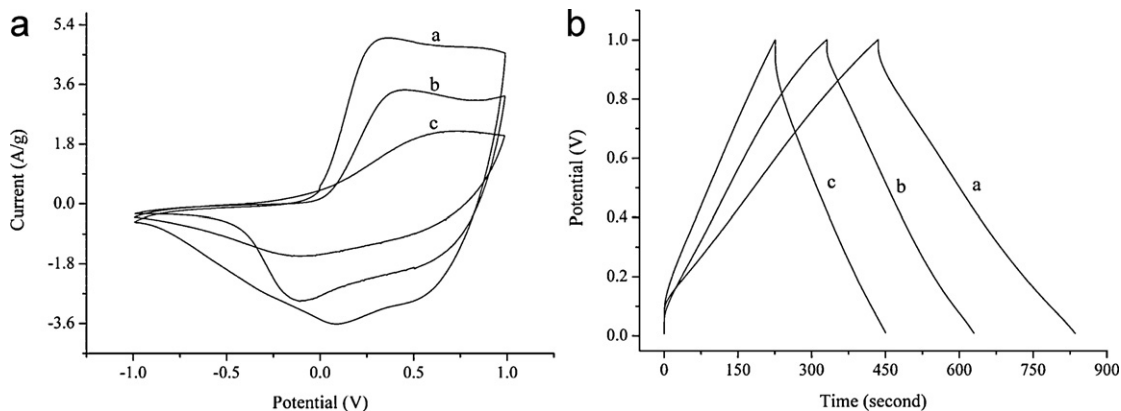 a
5.4
3.6
1.8
0.0
-1.8
-3.6
Current (A/g)
a
b
c
-1.0 -0.5 0.0 0.5 1.0
Potential (V)
b
1.0
0.8
0.6
0.4
0.2
0.0
Potential (V)
c b a
0 150 300 450 600 750 900
Time (second)